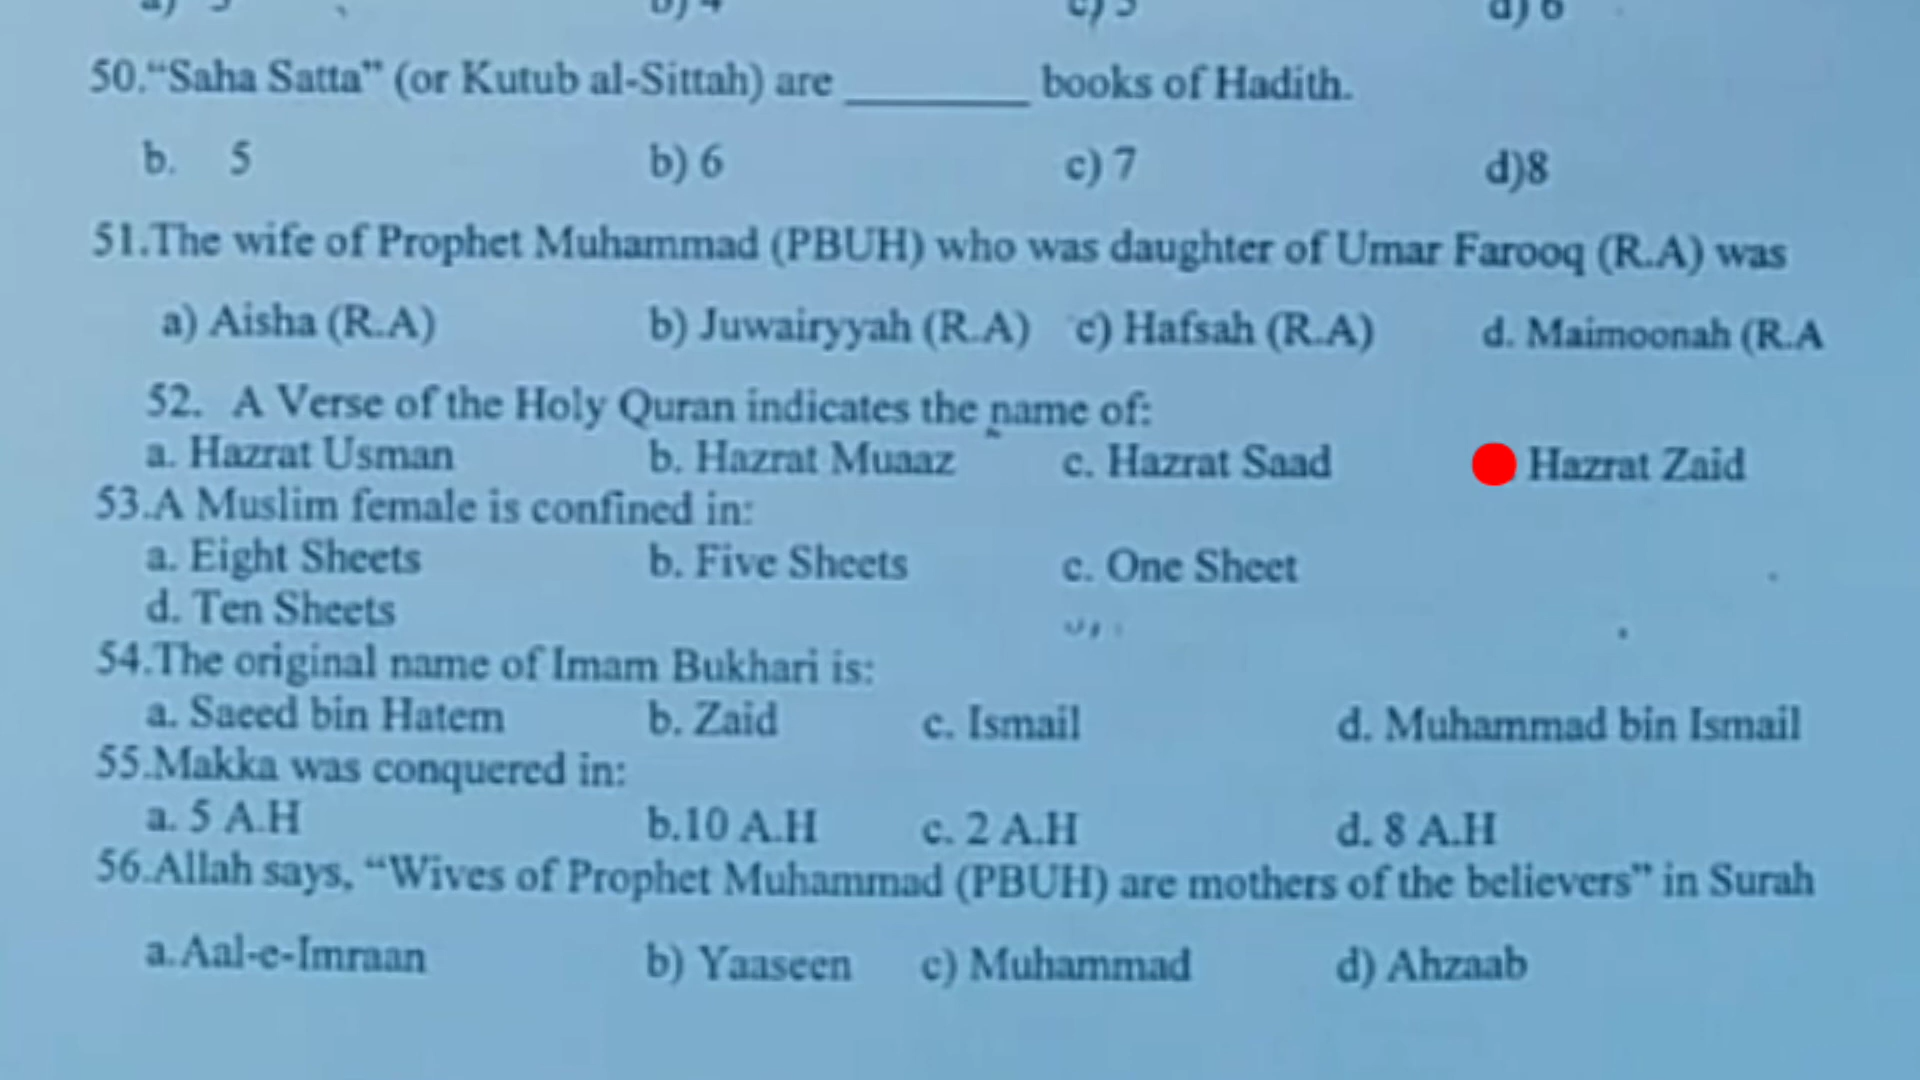 b) 4 c) 5 d) 6
50.“Saha Satta” (or Kutub al-Sittah) are ________ books of Hadith.
b. 5 b) 6 c) 7 d)8
51.The wife of Prophet Muhammad (PBUH) who was daughter of Umar Farooq (R.A) was
a) Aisha (R.A) b) Juwairyyah (R.A) c) Hafsah (R.A) d. Maimoonah (R.A
52. A Verse of the Holy Quran indicates the name of:
a. Hazrat Usman b. Hazrat Muaaz c. Hazrat Saad Hazrat Zaid
53.A Muslim female is confined in:
a. Eight Sheets b. Five Sheets c. One Sheet
d. Ten Sheets
54.The original name of Imam Bukhari is:
a. Saeed bin Hatem b. Zaid c. Ismail d. Muhammad bin Ismail
55.Makka was conquered in:
a. 5 A.H b.10 A.H c. 2 A.H d. 8 A.H
56.Allah says, “Wives of Prophet Muhammad (PBUH) are mothers of the believers” in Surah
a.Aal-e-Imraan b) Yaaseen c) Muhammad d) Ahzaab